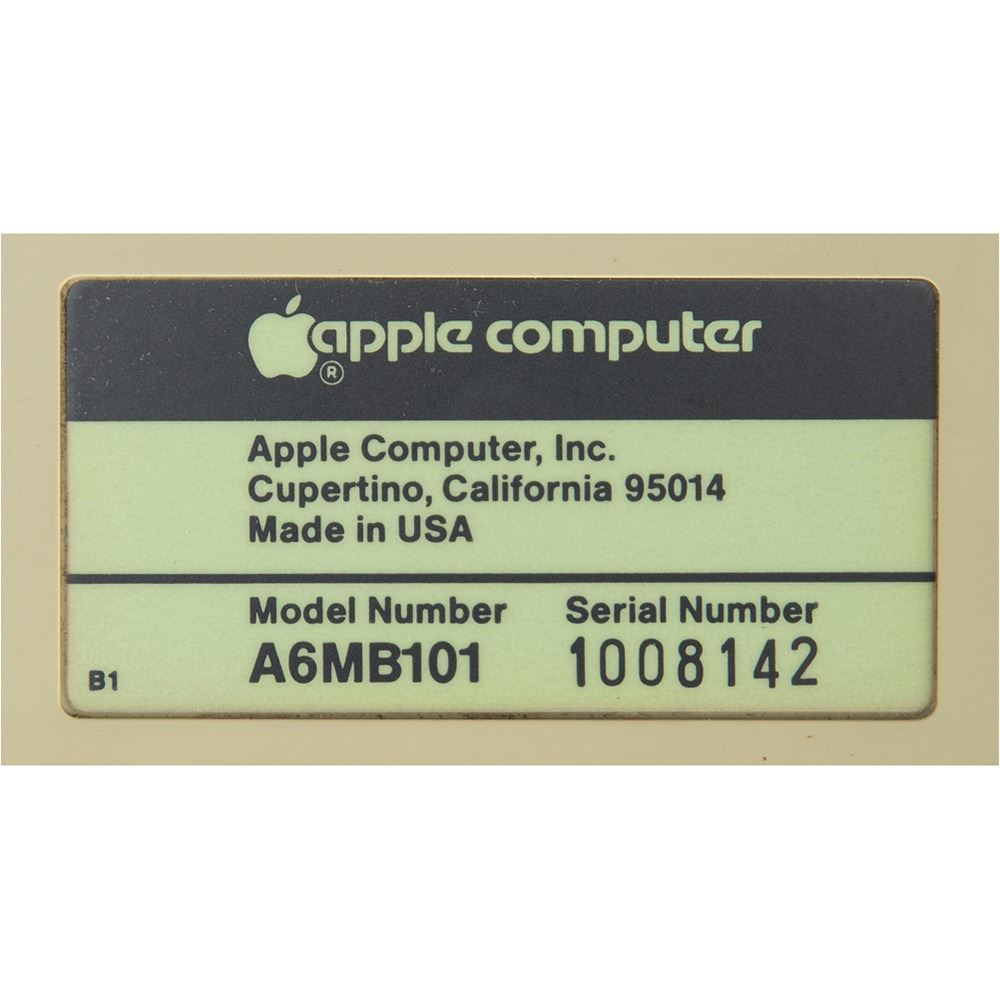 apple computer
®
Apple Computer, Inc.
Cupertino, California 95014
Made in USA
Model Number Serial Number
B1 A6MB101 1008142